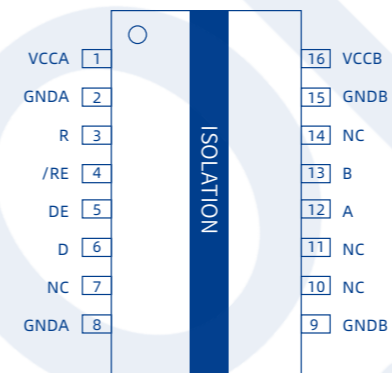 VCCA 1 16 VCCB
GNDA 2 15 GNDB
R 3 14 NC
/RE 4 13 B
DE 5 12 A
D 6 11 NC
NC 7 10 NC
GNDA 8 9 GNDB
ISOLATION